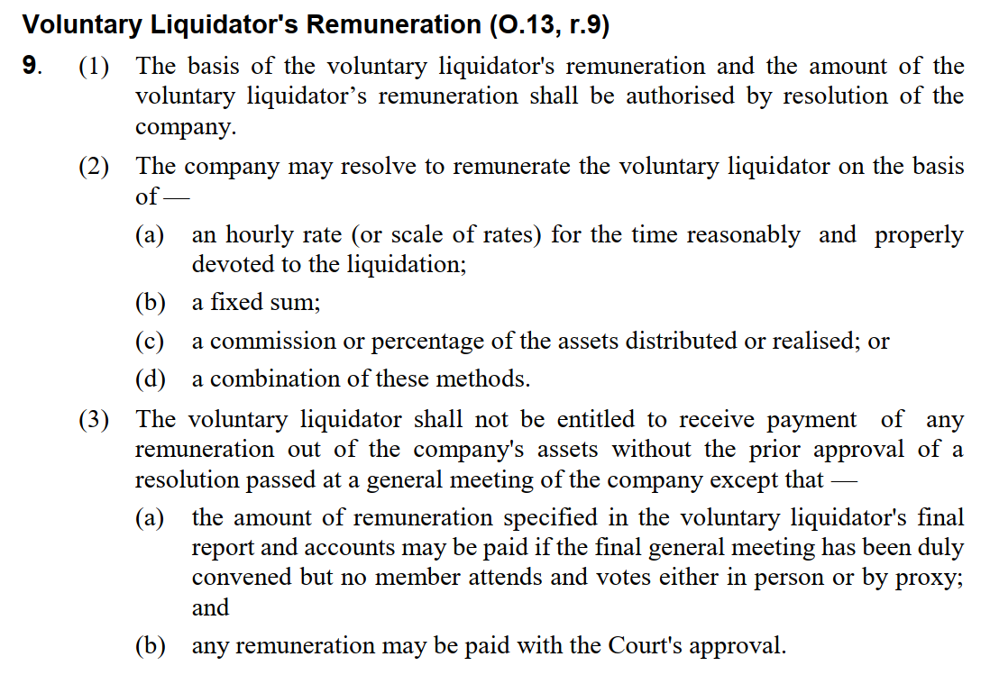 Voluntary Liquidator's Remuneration (O.13, r.9)
9. (1) The basis of the voluntary liquidator's remuneration and the amount of the
voluntary liquidator’s remuneration shall be authorised by resolution of the
company.
(2) The company may resolve to remunerate the voluntary liquidator on the basis
of —
(a) an hourly rate (or scale of rates) for the time reasonably and properly
devoted to the liquidation;
(b) a fixed sum;
(c) a commission or percentage of the assets distributed or realised; or
(d) a combination of these methods.
(3) The voluntary liquidator shall not be entitled to receive payment of any
remuneration out of the company's assets without the prior approval of a
resolution passed at a general meeting of the company except that —
(a) the amount of remuneration specified in the voluntary liquidator's final
report and accounts may be paid if the final general meeting has been duly
convened but no member attends and votes either in person or by proxy;
and
(b) any remuneration may be paid with the Court's approval.